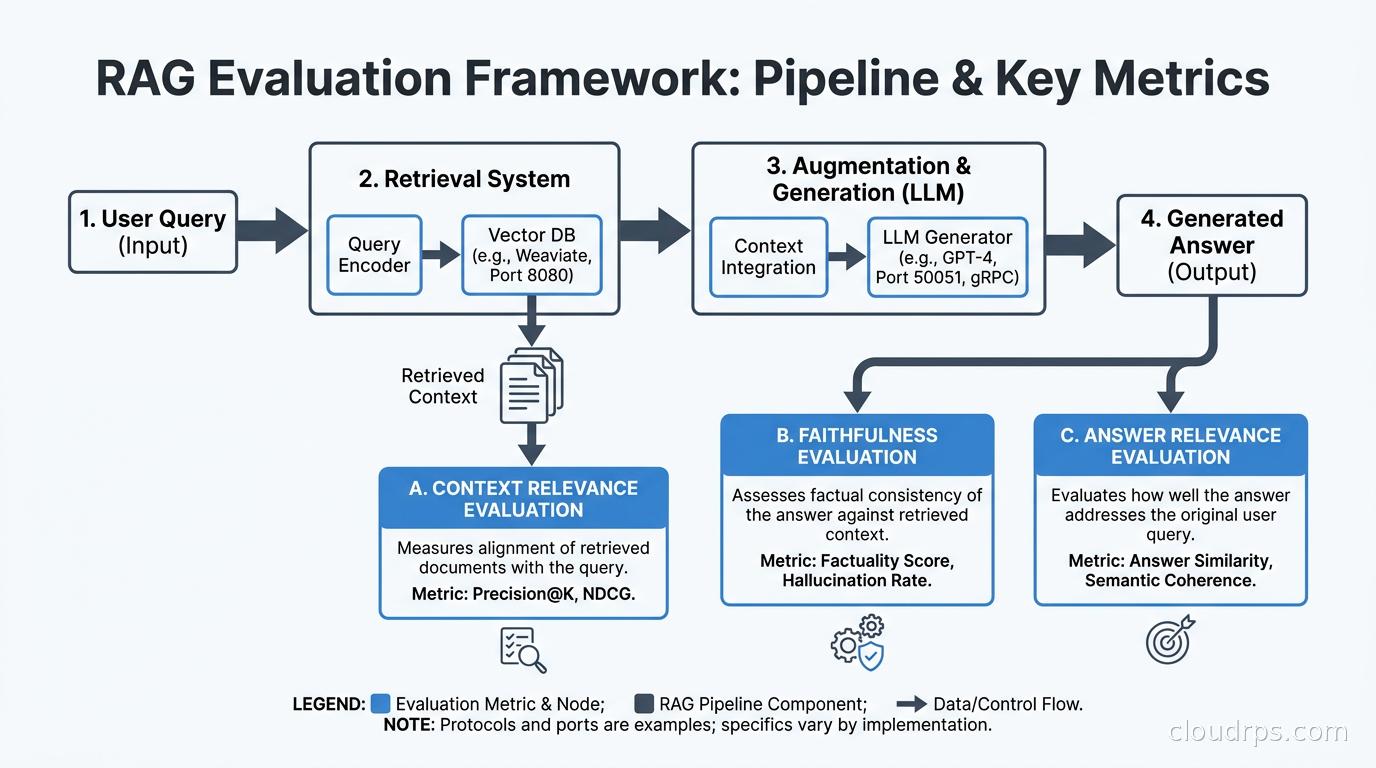 RAG Evaluation Framework: Pipeline & Key Metrics
1. User Query
(Input)
2. Retrieval System
Query
Encoder
Vector DB
(e.g., Weaviate,
Port 8080)
3. Augmentation &
Generation (LLM)
Context
Integration
LLM Generator
(e.g., GPT-4,
Port 50051, gRPC)
4. Generated
Answer
(Output)
Retrieved
Context
A. CONTEXT RELEVANCE
EVALUATION
Measures alignment of retrieved
documents with the query.
Metric: Precision@K, NDCG.
B. FAITHFULNESS
EVALUATION
Assesses factual consistency of
the answer against retrieved
context.
Metric: Factuality Score,
Hallucination Rate.
C. ANSWER RELEVANCE
EVALUATION
Evaluates how well the answer
addresses the original user
query.
Metric: Answer Similarity,
Semantic Coherence.
LEGEND: Evaluation Metric & Node; RAG Pipeline Component; Data/Control Flow.
NOTE: Protocols and ports are examples; specifics vary by implementation.
cloudrps.com